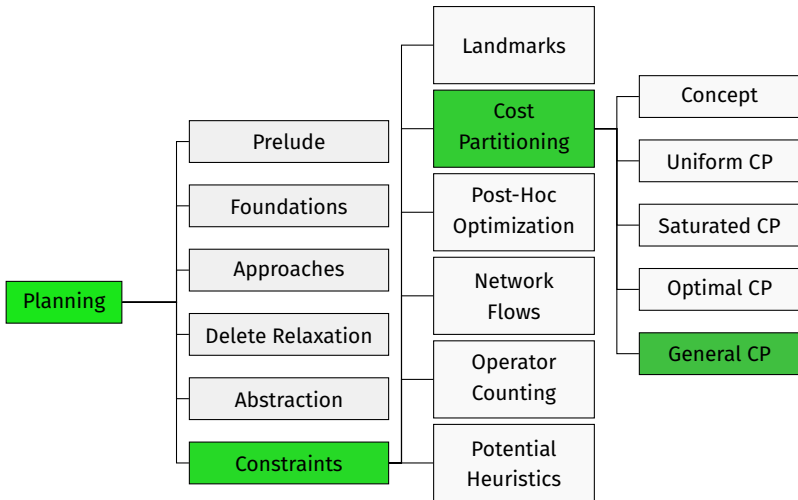 Planning
Prelude
Foundations
Approaches
Delete Relaxation
Abstraction
Constraints
Landmarks
Cost
Partitioning
Post-Hoc
Optimization
Network
Flows
Operator
Counting
Potential
Heuristics
Concept
Uniform CP
Saturated CP
Optimal CP
General CP